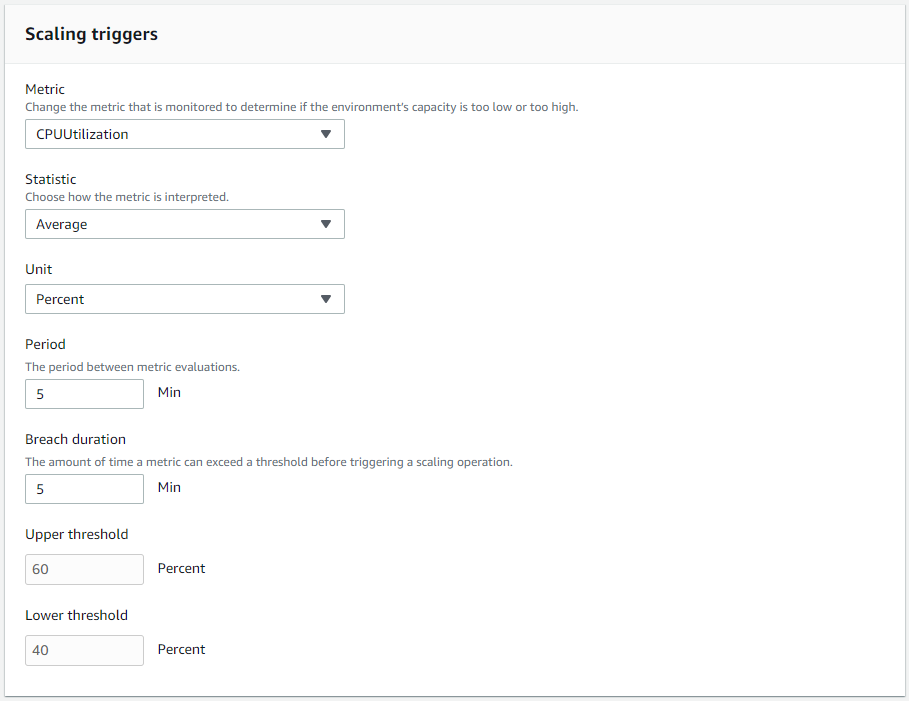 Scaling triggers
Metric
Change the metric that is monitored to determine if the environment's capacity is too low or too high.
CPUUtilization
Statistic
Choose how the metric is interpreted.
Average
Unit
Percent
Period
The period between metric evaluations.
5 Min
Breach duration
The amount of time a metric can exceed a threshold before triggering a scaling operation.
5 Min
Upper threshold
60 Percent
Lower threshold
40 Percent